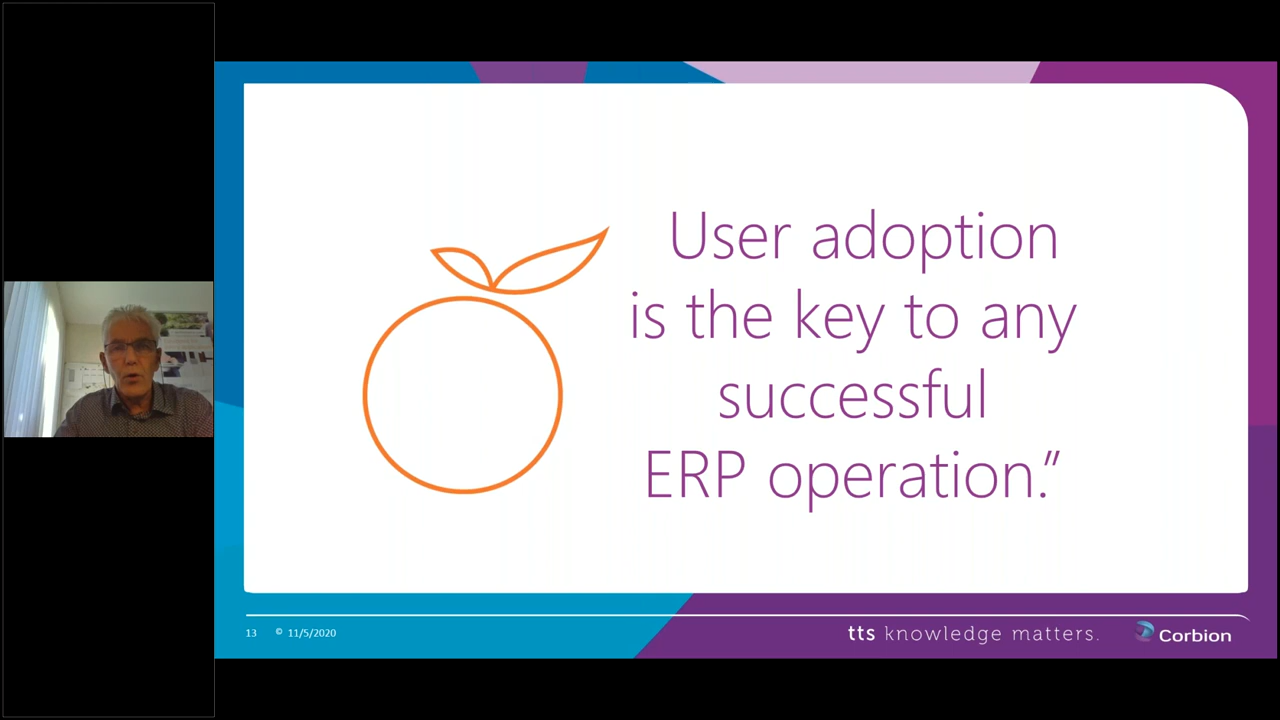 User adoption
is the key to any
successful
ERP operation.”
13 © 11/5/2020
tts knowledge matters.
Corbion